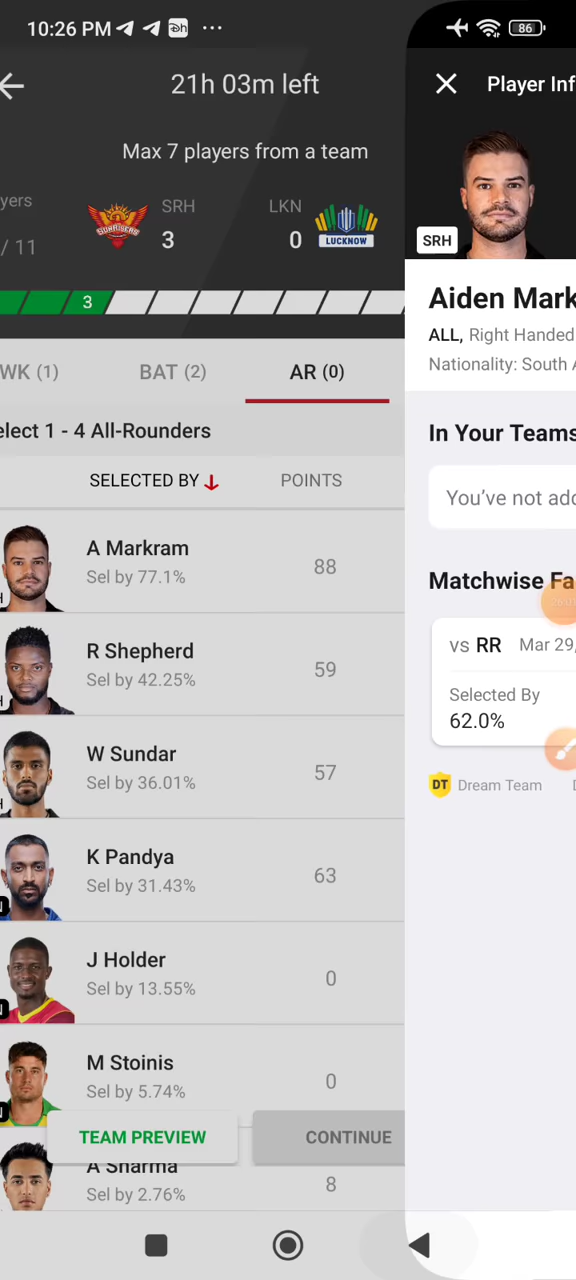 10:26 PM
86
21h 03m left
Max 7 players from a team
yers
/ 11
SRH
3
LKN
0
SUNRISERS
LUCKNOW
3
WK (1)
BAT (2)
AR (0)
elect 1 - 4 All-Rounders
SELECTED BY
POINTS
A Markram
Sel by 77.1%
88
R Shepherd
Sel by 42.25%
59
W Sundar
Sel by 36.01%
57
K Pandya
Sel by 31.43%
63
J Holder
Sel by 13.55%
0
M Stoinis
Sel by 5.74%
0
A Sharma
Sel by 2.76%
8
TEAM PREVIEW
CONTINUE
Player Inf
SRH
Aiden Mark
ALL, Right Handed
Nationality: South A
In Your Teams
You've not add
Matchwise Fa
vs RR
Mar 29,
Selected By
62.0%
DT Dream Team